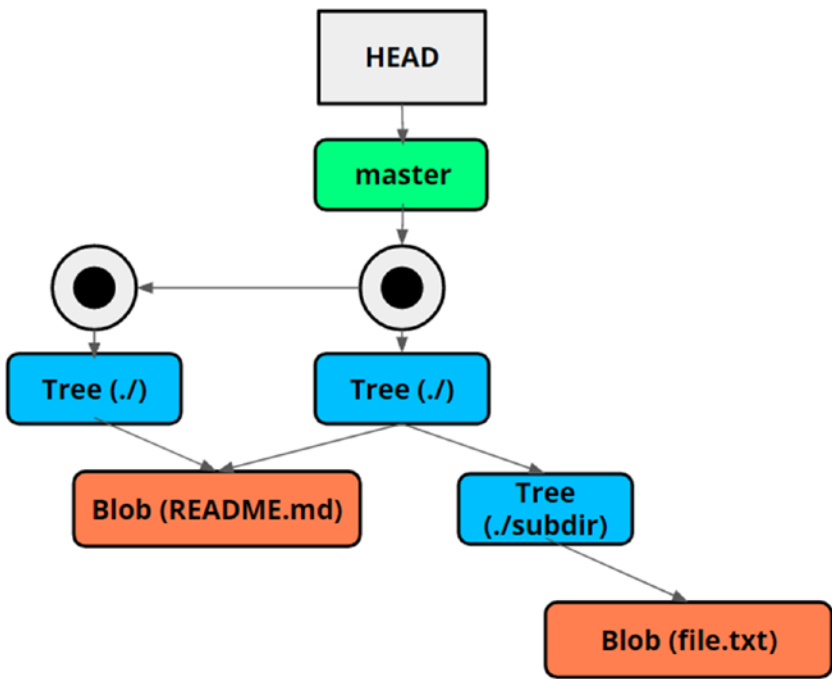 HEAD
master
Tree (./)
Tree (./)
Blob (README.md)
Tree
(./subdir)
Blob (file.txt)